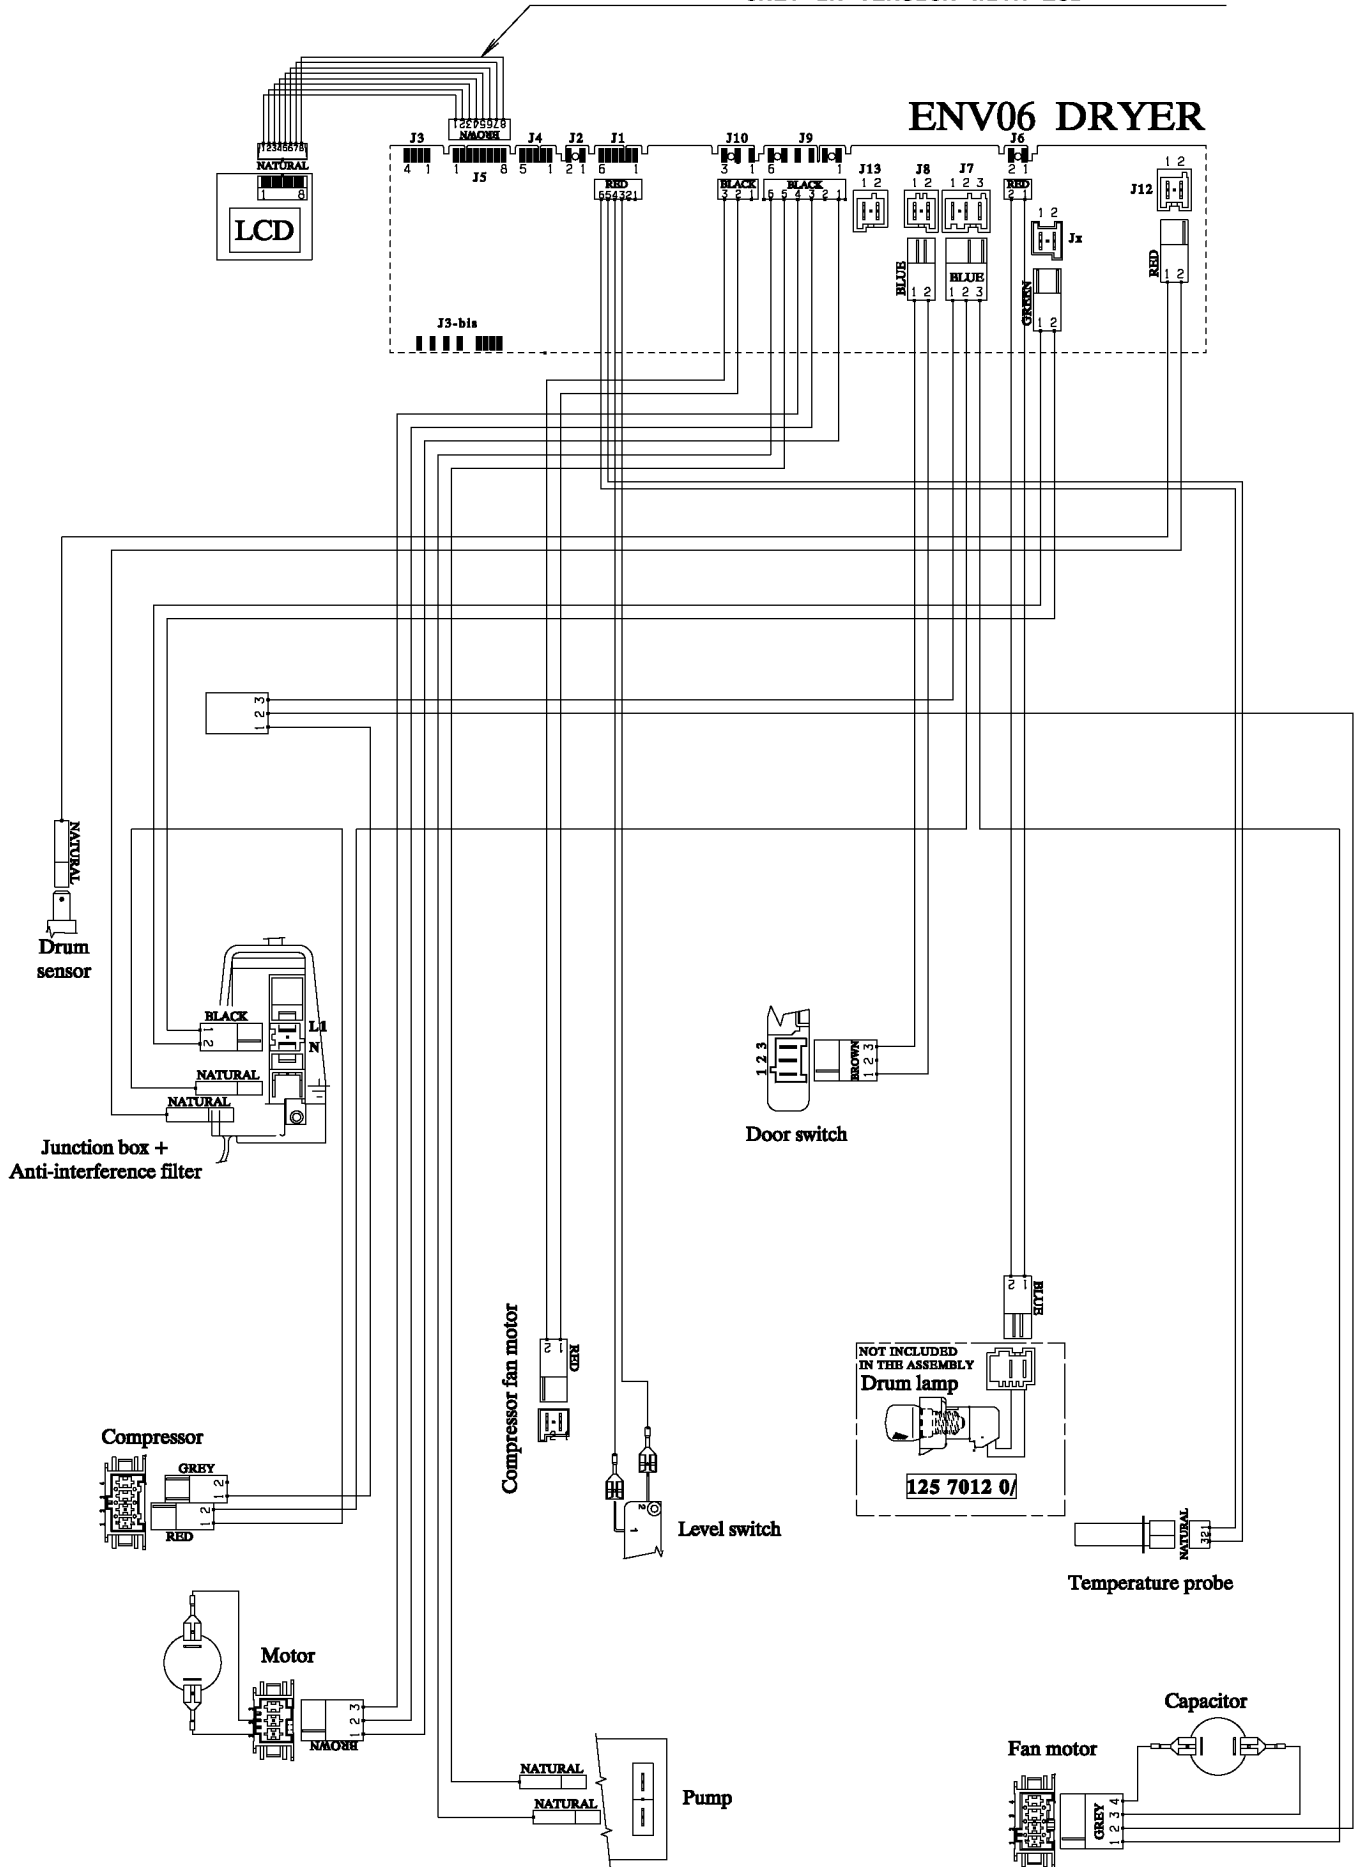 ENV06 DRYER
87654321
BROWN
12345678
NATURAL
1 8
LCD
J3
4 1
J5
1 8
J4
5 1
J2
2 1
J1
6 1
RED
654321
J10
3 1
BLACK
3 2 1
J9
6 1
BLACK
6 5 4 3 2 1
J13
1 2
J8
1 2
BLUE
1 2
J7
1 2 3
BLUE
1 2 3
J6
2 1
RED
2 1
1 2
Jx
GREEN
1 2
J12
1 2
RED
1 2
J3-bis
1 2 3
NATURAL
Drum
sensor
BLACK
1
2
L1
N
NATURAL
NATURAL
Junction box +
Anti-interference filter
1 2 3
BROWN
1 2 3
Door switch
Compressor fan motor
2 1
RED
2 1
BLUE
NOT INCLUDED
IN THE ASSEMBLY
Drum lamp
125 7012 0/
Compressor
GREY
1 2
1 2
RED
1
2
Level switch
NATURAL
321
Temperature probe
Motor
1 2 3
BROWN
NATURAL
NATURAL
Pump
Capacitor
Fan motor
GREY
1 2 3 4